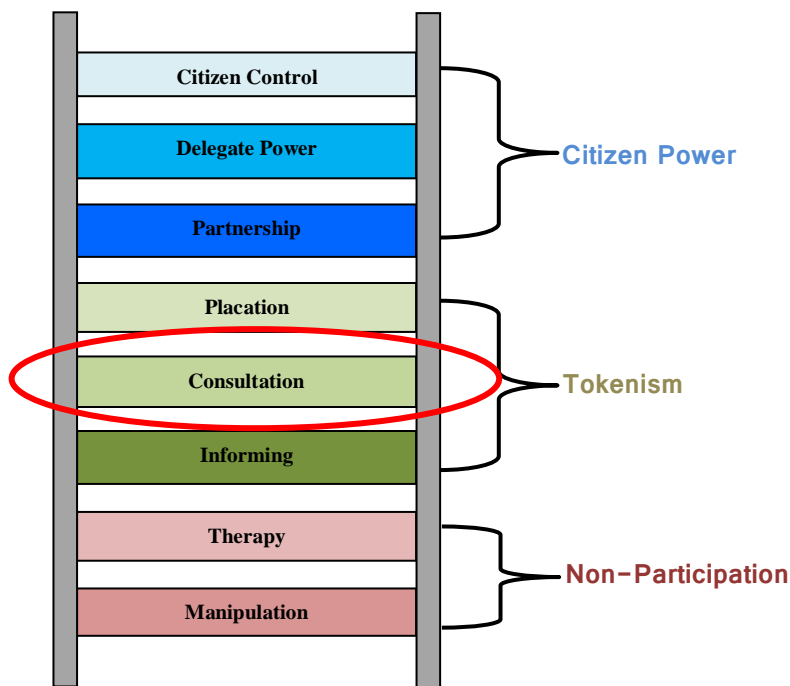 Citizen Control
Delegate Power
Citizen Power
Partnership
Placation
Consultation
Tokenism
Informing
Therapy
Non-Participation
Manipulation